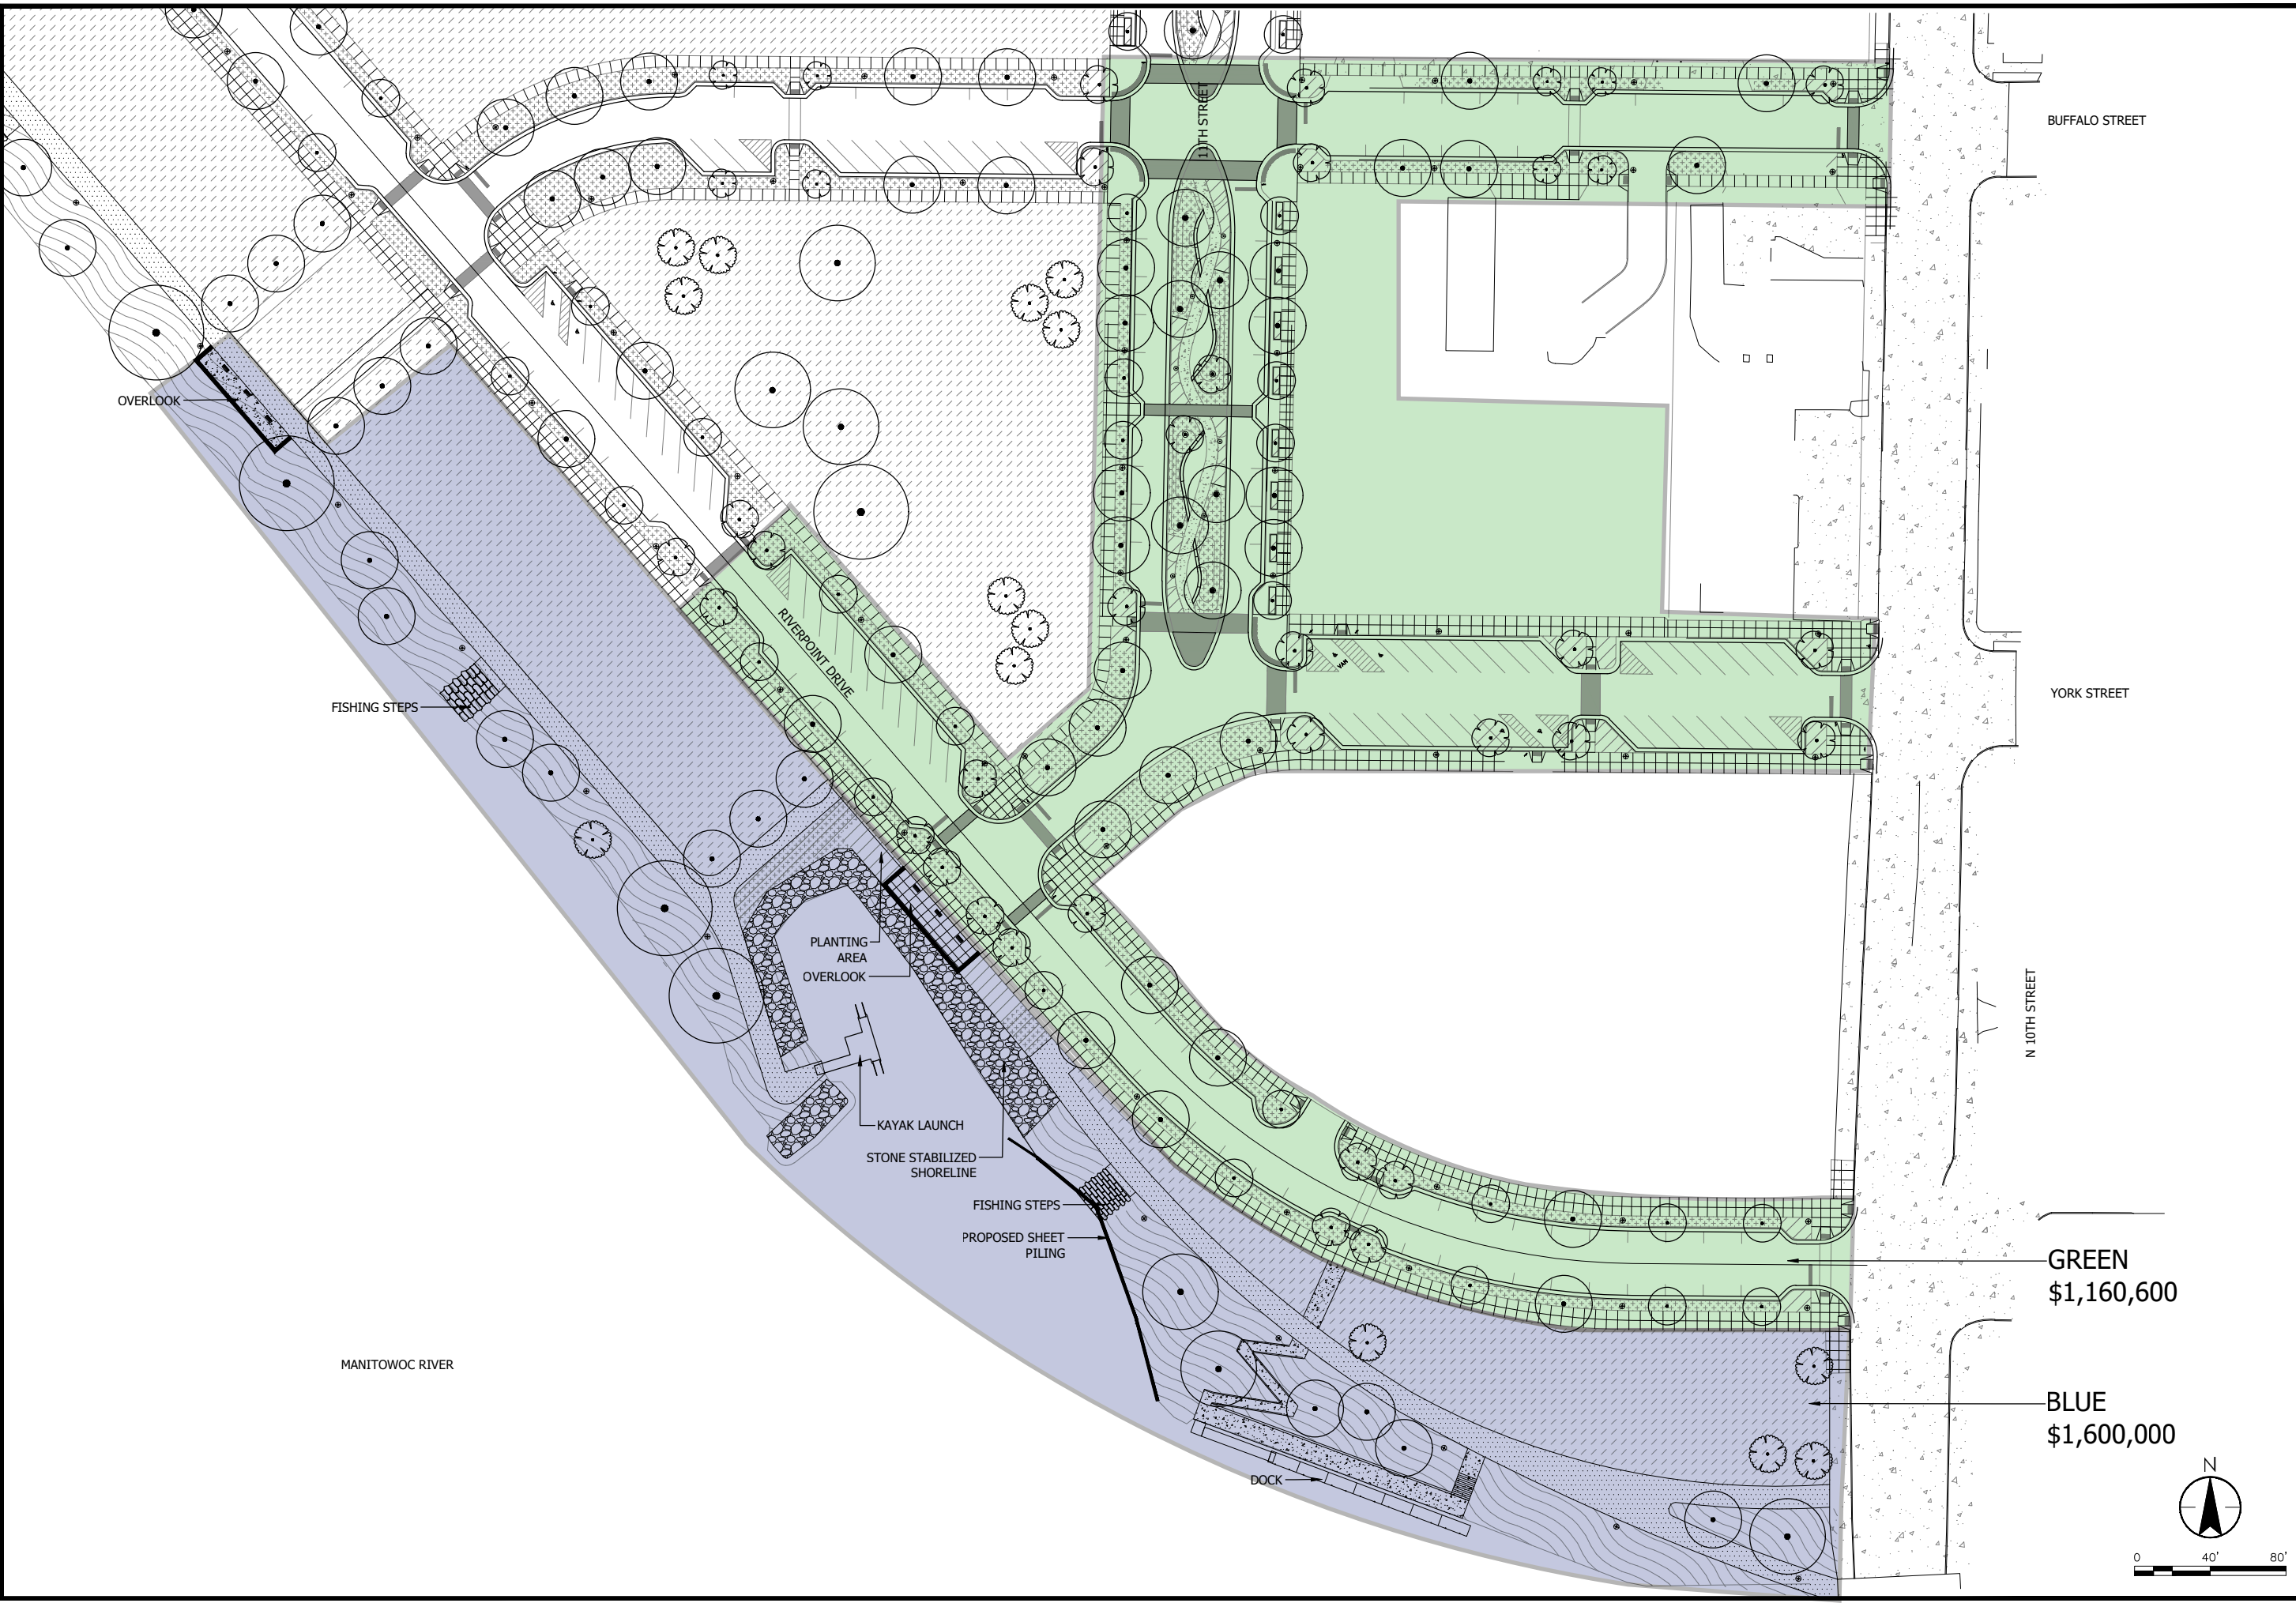 BUFFALO STREET
11TH STREET
OVERLOOK
RIVERPOINT DRIVE
VAN
FISHING STEPS
YORK STREET
PLANTING
AREA
OVERLOOK
N 10TH STREET
KAYAK LAUNCH
STONE STABILIZED
SHORELINE
FISHING STEPS
PROPOSED SHEET
PILING
GREEN
$1,160,600
MANITOWOC RIVER
BLUE
$1,600,000
DOCK
N
0 40' 80'